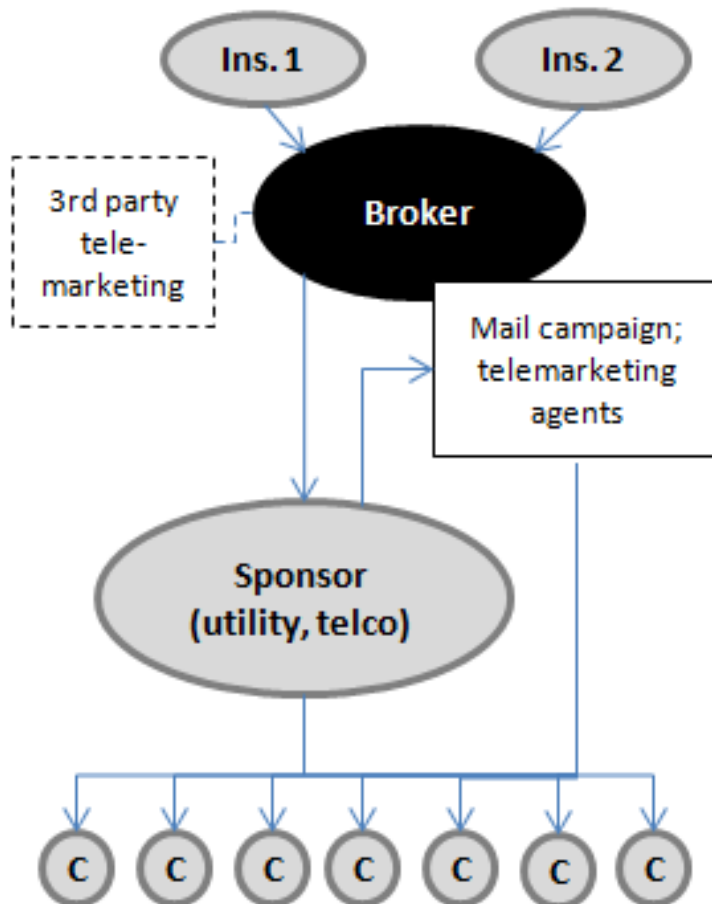 Ins. 1
Ins. 2
Broker
3rd party
tele-
marketing
Mail campaign;
telemarketing
agents
Sponsor
(utility, telco)
C
C
C
C
C
C
C